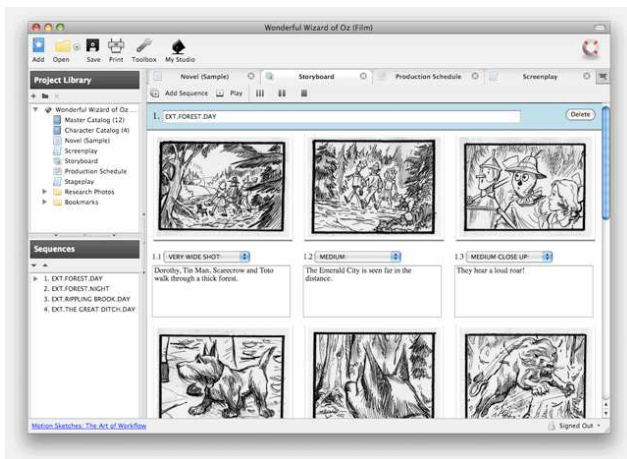 Wonderful Wizard of Oz (Film)
Add Open Save Print Toolbox My Studio
Project Library
Wonderful Wizard of Oz ...
Master Catalog (12)
Character Catalog (4)
Novel (Sample)
Screenplay
Storyboard
Production Schedule
Stageplay
Research Photos
Bookmarks
Sequences
1. EXT.FOREST.DAY
2. EXT.FOREST.NIGHT
3. EXT.RIPPLING BROOK.DAY
4. EXT.THE GREAT DITCH.DAY
Novel (Sample) Storyboard Production Schedule Screenplay
Add Sequence Play
1. EXT.FOREST.DAY Delete
1.1 VERY WIDE SHOT:
Dorothy, Tin Man, Scarecrow and Toto
walk through a thick forest.
1.2 MEDIUM:
The Emerald City is seen far in the
distance.
1.3 MEDIUM CLOSE UP:
They hear a loud roar!
Motion Sketches: The Art of Workflow
Signed Out